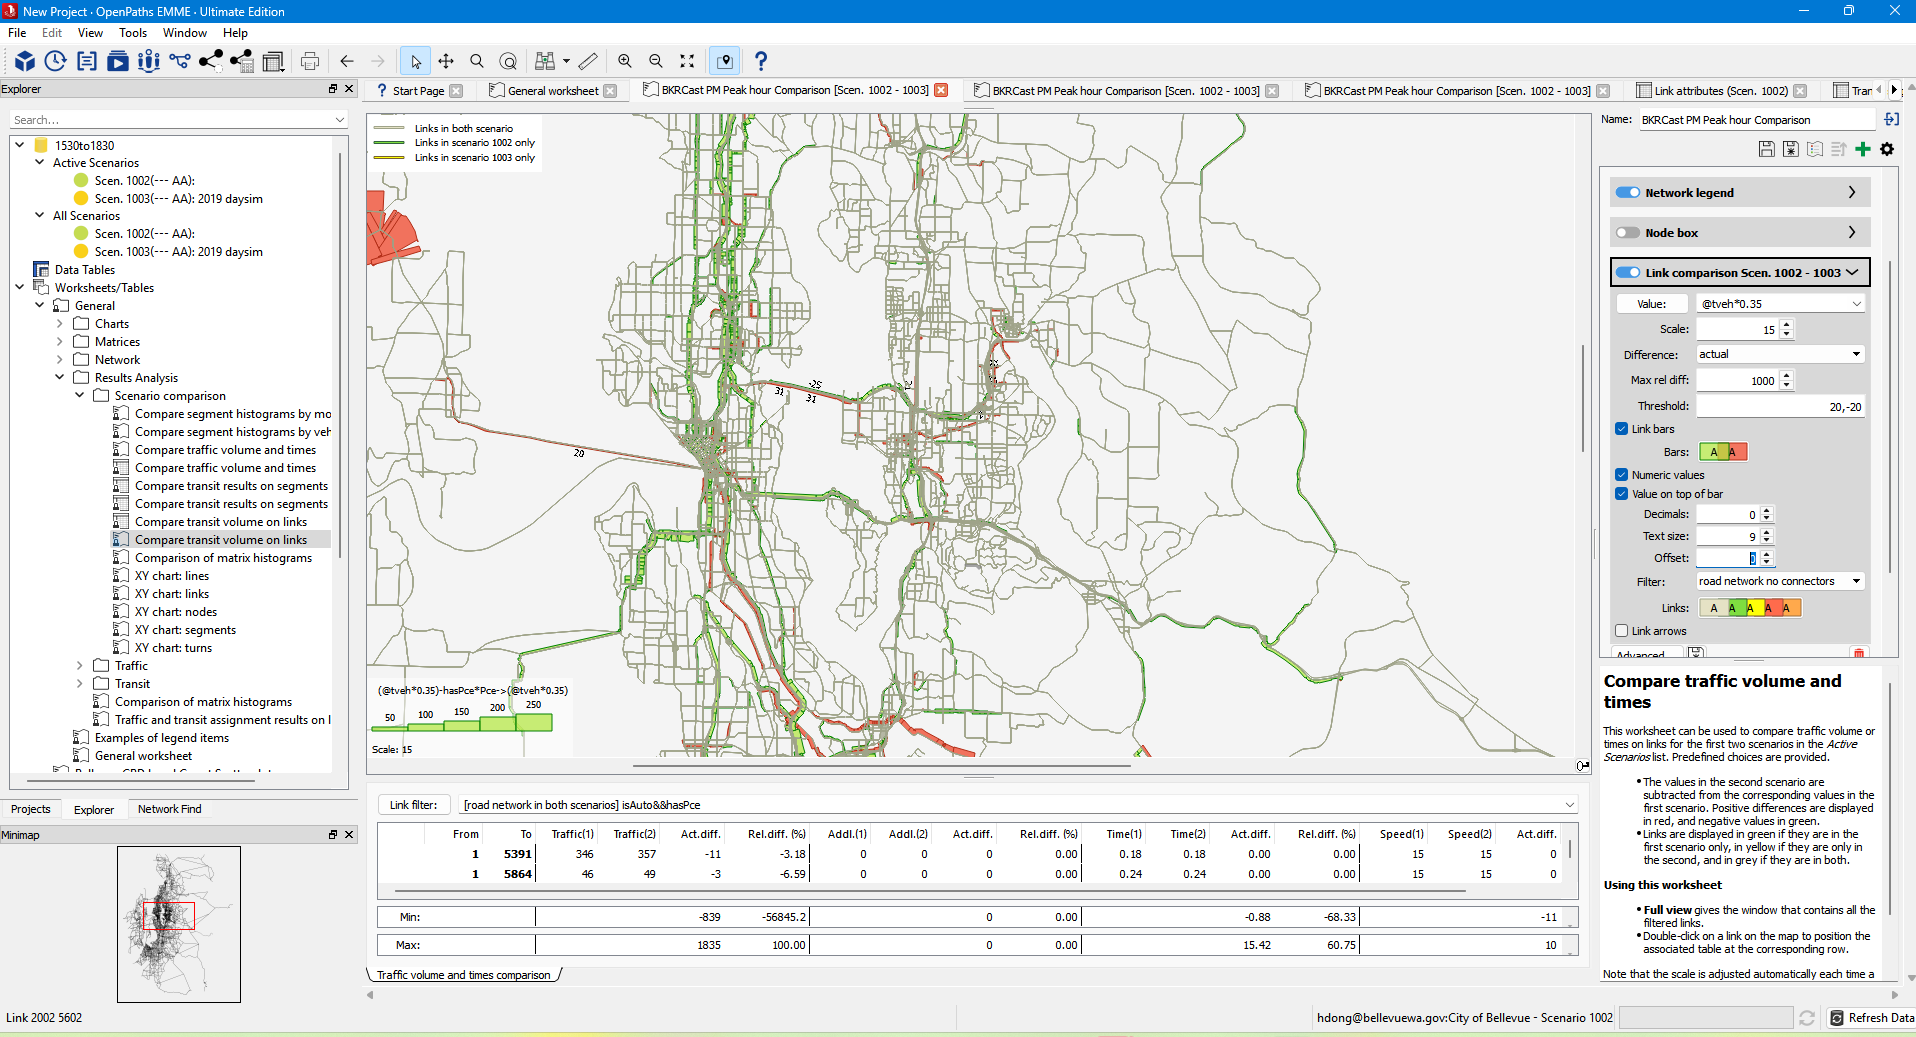 New Project - OpenPaths EMME - Ultimate Edition
File Edit View Tools Window Help
Explorer
Search...
1530to1830
Active Scenarios
Scen. 1002(--- AA):
Scen. 1003(--- AA): 2019 daysim
All Scenarios
Scen. 1002(--- AA):
Scen. 1003(--- AA): 2019 daysim
Data Tables
Worksheets/Tables
General
Charts
Matrices
Network
Results Analysis
Scenario comparison
Compare segment histograms by mo
Compare segment histograms by veh
Compare traffic volume and times
Compare traffic volume and times
Compare transit results on segments
Compare transit results on segments
Compare transit volume on links
Compare transit volume on links
Comparison of matrix histograms
XY chart: lines
XY chart: links
XY chart: nodes
XY chart: segments
XY chart: turns
Traffic
Transit
Comparison of matrix histograms
Traffic and transit assignment results on l
Examples of legend items
General worksheet
Projects Explorer Network Find
Minimap
Link 2002 5602
Start Page
General worksheet
BKRCast PM Peak hour Comparison [Scen. 1002 - 1003]
BKRCast PM Peak hour Comparison [Scen. 1002 - 1003]
BKRCast PM Peak hour Comparison [Scen. 1002 - 1003]
Link attributes (Scen. 1002)
Tran
Links in both scenario
Links in scenario 1002 only
Links in scenario 1003 only
-25
31
31
20
(@tveh*0.35)-hasPce*Pce->(@tveh*0.35)
50 100 150 200 250
Scale: 15
Link filter: [road network in both scenarios] isAuto&&hasPce
From To Traffic(1) Traffic(2) Act.diff. Rel.diff. (%) Addl.(1) Addl.(2) Act.diff. Rel.diff. (%) Time(1) Time(2) Act.diff. Rel.diff. (%) Speed(1) Speed(2) Act.diff.
1 5391 346 357 -11 -3.18 0 0 0 0.00 0.18 0.18 0.00 0.00 15 15 0
1 5864 46 49 -3 -6.59 0 0 0 0.00 0.24 0.24 0.00 0.00 15 15 0
Min: -839 -56845.2 0 0.00 -0.88 -68.33 -11
Max: 1835 100.00 0 0.00 15.42 60.75 10
Traffic volume and times comparison
Name: BKRCast PM Peak hour Comparison
Network legend
Node box
Link comparison Scen. 1002 - 1003
Value: @tveh*0.35
Scale: 15
Difference: actual
Max rel diff: 1000
Threshold: 20,-20
Link bars
Bars: A A
Numeric values
Value on top of bar
Decimals: 0
Text size: 9
Offset:
Filter: road network no connectors
Links: A A A A A
Link arrows
Advanced
Compare traffic volume and
times
This worksheet can be used to compare traffic volume or
times on links for the first two scenarios in the Active
Scenarios list. Predefined choices are provided.
• The values in the second scenario are
subtracted from the corresponding values in the
first scenario. Positive differences are displayed
in red, and negative values in green.
• Links are displayed in green if they are in the
first scenario only, in yellow if they are only in
the second, and in grey if they are in both.
Using this worksheet
• Full view gives the window that contains all the
filtered links.
• Double-click on a link on the map to position the
associated table at the corresponding row.
Note that the scale is adjusted automatically each time a
hdong@bellevuewa.gov:City of Bellevue - Scenario 1002
Refresh Data